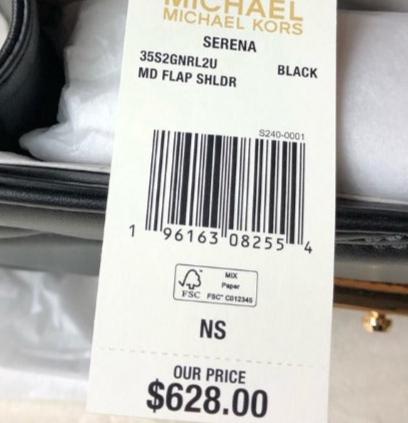 MICHAEL
MICHAEL KORS
SERENA
35S2GNRL2U BLACK
MD FLAP SHLDR
S240-0001
1 96163 08255 4
MIX
Paper
FSC FSC® C012345
NS
OUR PRICE
$628.00